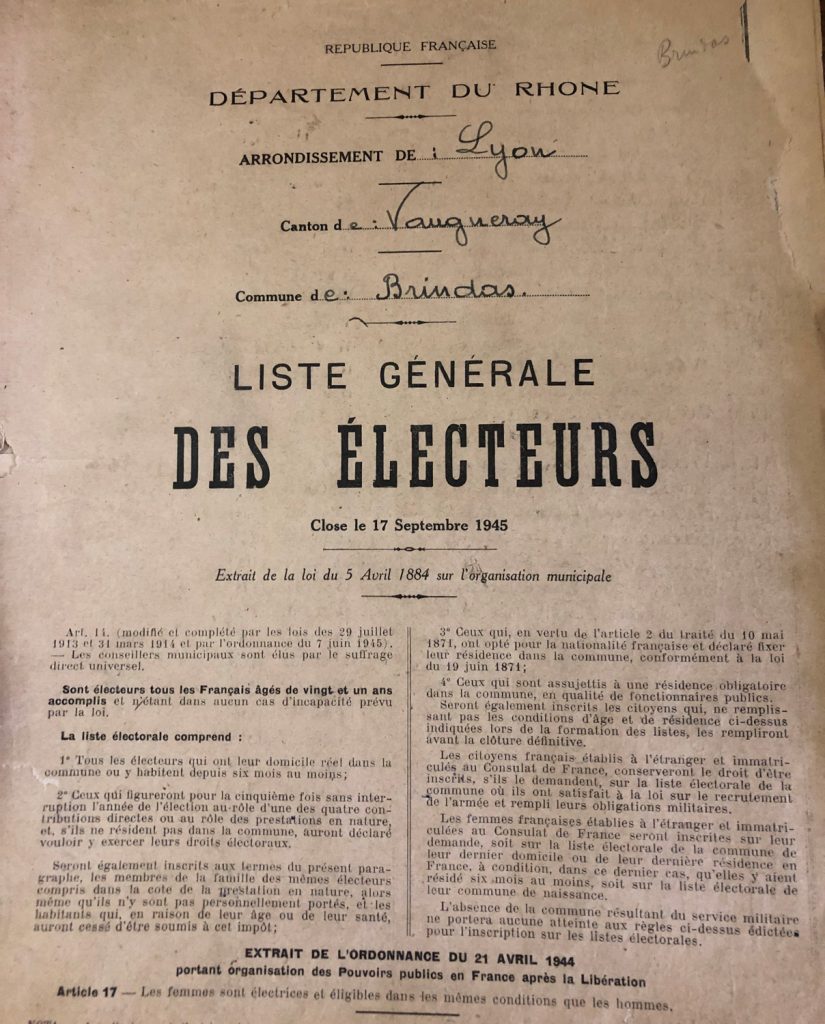 REPUBLIQUE FRANÇAISE
Brindas
DÉPARTEMENT DU RHONE
ARRONDISSEMENT DE : Lyon
Canton de : Vaugneray
Commune de : Brindas.
LISTE GÉNÉRALE
DES ÉLECTEURS
Close le 17 Septembre 1945
Extrait de la loi du 5 Avril 1884 sur l'organisation municipale
Art. 14. (modifié et complété par les lois des 29 juillet
1913 et 31 mars 1914 et par l'ordonnance du 7 juin 1945).
— Les conseillers municipaux sont élus par le suffrage
direct universel.
Sont électeurs tous les Français âgés de vingt et un ans
accomplis et n'étant dans aucun cas d'incapacité prévu
par la loi.
La liste électorale comprend :
1° Tous les électeurs qui ont leur domicile réel dans la
commune ou y habitent depuis six mois au moins;
2° Ceux qui figureront pour la cinquième fois sans inter-
ruption l'année de l'élection au rôle d'une des quatre con-
tributions directes ou au rôle des prestations en nature,
et, s'ils ne résident pas dans la commune, auront déclaré
vouloir y exercer leurs droits électoraux.
Seront également inscrits aux termes du présent para-
graphe, les membres de la famille des mêmes électeurs
compris dans la cote de la prestation en nature, alors
même qu'ils n'y sont pas personnellement portés, et les
habitants qui, en raison de leur âge ou de leur santé,
auront cessé d'être soumis à cet impôt;
3° Ceux qui, en vertu de l'article 2 du traité du 10 mai
1871, ont opté pour la nationalité française et déclaré fixer
leur résidence dans la commune, conformément à la loi
du 19 juin 1871;
4° Ceux qui sont assujettis à une résidence obligatoire
dans la commune, en qualité de fonctionnaires publics.
Seront également inscrits les citoyens qui, ne remplis-
sant pas les conditions d'âge et de résidence ci-dessus
indiquées lors de la formation des listes, les rempliront
avant la clôture définitive.
Les citoyens français établis à l'étranger et immatri-
culés au Consulat de France, conserveront le droit d'être
inscrits, s'ils le demandent, sur la liste électorale de la
commune où ils ont satisfait à la loi sur le recrutement
de l'armée et rempli leurs obligations militaires.
Les femmes françaises établies à l'étranger et immatri-
culées au Consulat de France seront inscrites sur leur
demande, soit sur la liste électorale de la commune de
leur dernier domicile ou de leur dernière résidence en
France, à condition, dans ce dernier cas, qu'elles y aient
résidé six mois au moins, soit sur la liste électorale de
leur commune de naissance.
L'absence de la commune résultant du service militaire
ne portera aucune atteinte aux règles ci-dessus édictées
pour l'inscription sur les listes électorales.
EXTRAIT DE L'ORDONNANCE DU 21 AVRIL 1944
portant organisation des Pouvoirs publics en France après la Libération
Article 17 — Les femmes sont électrices et éligibles dans les mêmes conditions que les hommes.